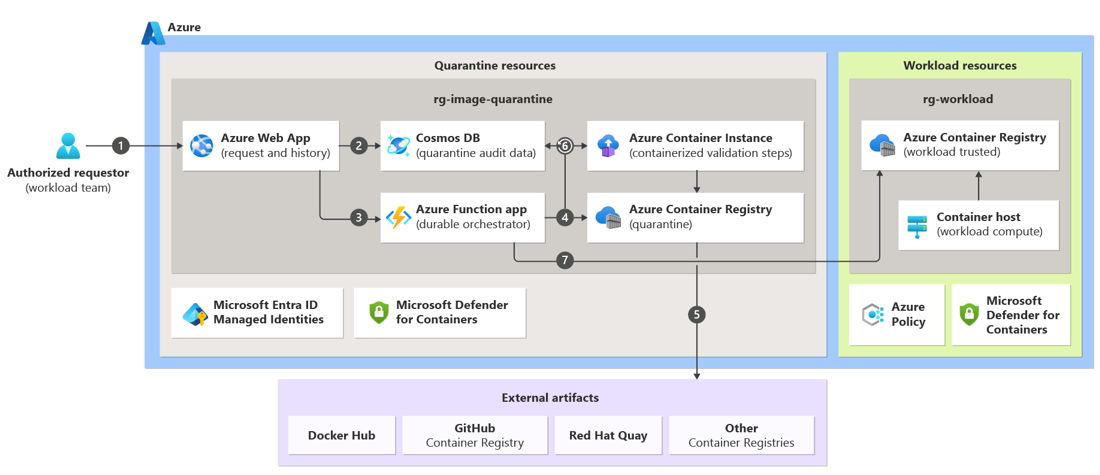 Azure
Quarantine resources
Workload resources
rg-image-quarantine
rg-workload
1
Authorized requestor
(workload team)
Azure Web App
(request and history)
2
Cosmos DB
(quarantine audit data)
6
Azure Container Instance
(containerized validation steps)
Azure Container Registry
(workload trusted)
3
Azure Function app
(durable orchestrator)
4
Azure Container Registry
(quarantine)
Container host
(workload compute)
7
Microsoft Entra ID
Managed Identities
Microsoft Defender
for Containers
5
Azure
Policy
Microsoft
Defender for
Containers
External artifacts
Docker Hub
GitHub
Container Registry
Red Hat Quay
Other
Container Registries